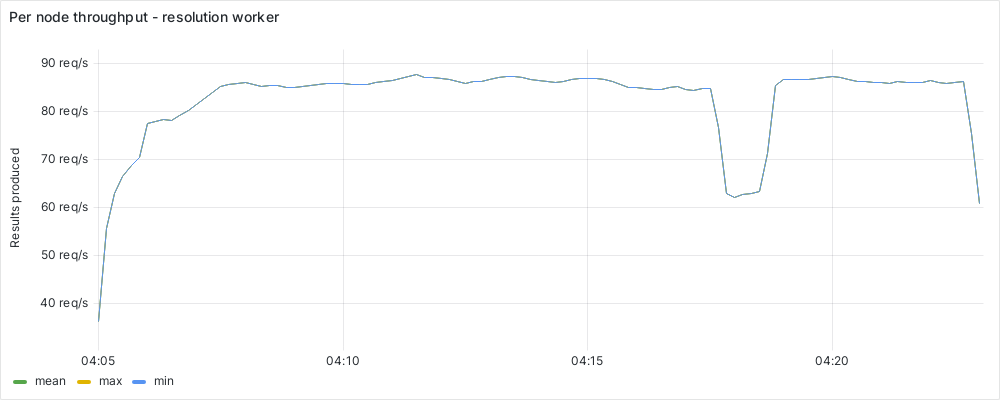 Per node throughput - resolution worker
Results produced
90 req/s
80 req/s
70 req/s
60 req/s
50 req/s
40 req/s
04:05 04:10 04:15 04:20
mean max min